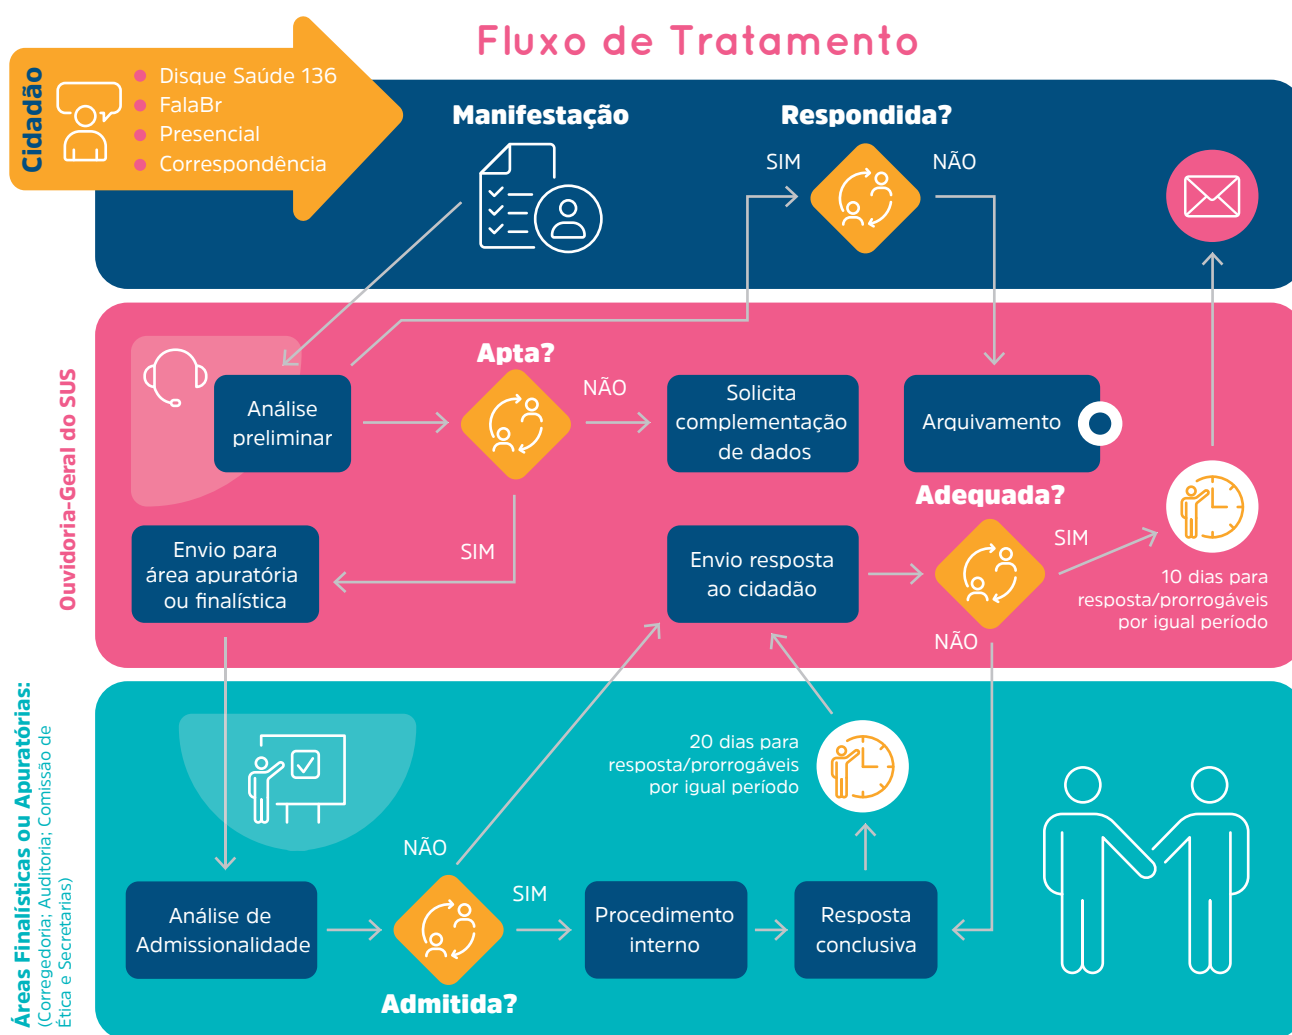 Fluxo de Tratamento
Cidadão
Disque Saúde 136
FalaBr
Presencial
Correspondência
Manifestação
Respondida?
SIM
NÃO
Ouvidoria-Geral do SUS
Análise
preliminar
Apta?
NÃO
SIM
Solicita
complementação
de dados
Arquivamento
Envio para
área apuratória
ou finalística
Envio resposta
ao cidadão
Adequada?
SIM
NÃO
10 dias para
resposta/prorrogáveis
por igual período
Áreas Finalísticas ou Apuratórias:
(Corregedoria; Auditoria; Comissão de
Ética e Secretarias)
20 dias para
resposta/prorrogáveis
por igual período
Análise de
Admissionalidade
NÃO
SIM
Admitida?
Procedimento
interno
Resposta
conclusiva